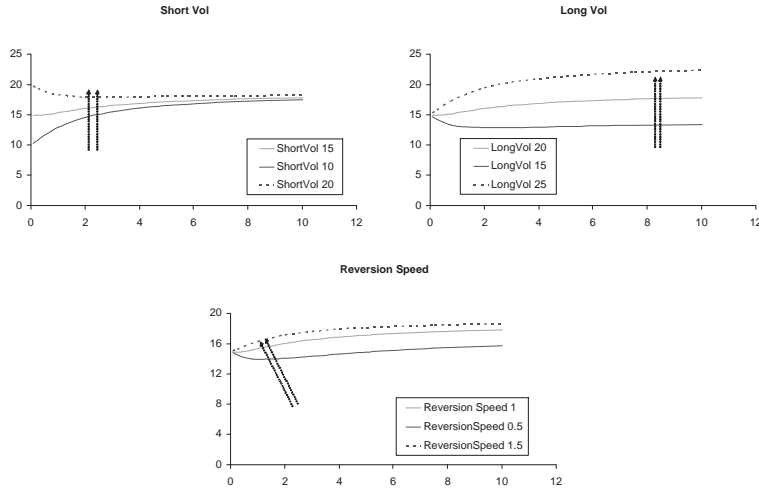 Short Vol
25
20
15
10
5
0
ShortVol 15
ShortVol 10
ShortVol 20
0 2 4 6 8 10 12
Long Vol
25
20
15
10
5
0
LongVol 20
LongVol 15
LongVol 25
0 2 4 6 8 10 12
Reversion Speed
20
16
12
8
4
0
Reversion Speed 1
ReversionSpeed 0.5
ReversionSpeed 1.5
0 2 4 6 8 10 12